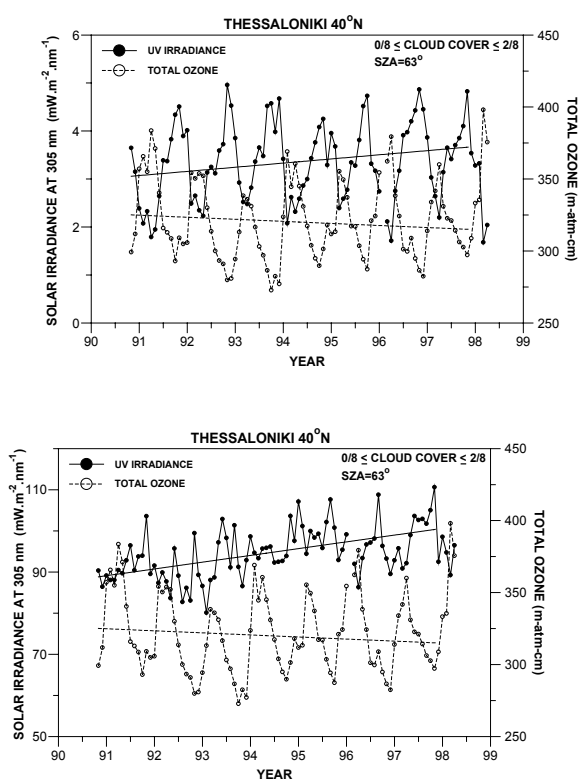 THESSALONIKI 40°N
0/8 ≤ CLOUD COVER ≤ 2/8
SZA=63°
UV IRRADIANCE
TOTAL OZONE
SOLAR IRRADIANCE AT 305 nm (mW.m⁻².nm⁻¹)
6
4
2
0
450
400
350
300
250
TOTAL OZONE (m-atm-cm)
90 91 92 93 94 95 96 97 98 99
YEAR
THESSALONIKI 40°N
0/8 ≤ CLOUD COVER ≤ 2/8
SZA=63°
UV IRRADIANCE
TOTAL OZONE
SOLAR IRRADIANCE AT 305 nm (mW.m⁻².nm⁻¹)
110
90
70
50
450
400
350
300
250
TOTAL OZONE (m-atm-cm)
90 91 92 93 94 95 96 97 98 99
YEAR